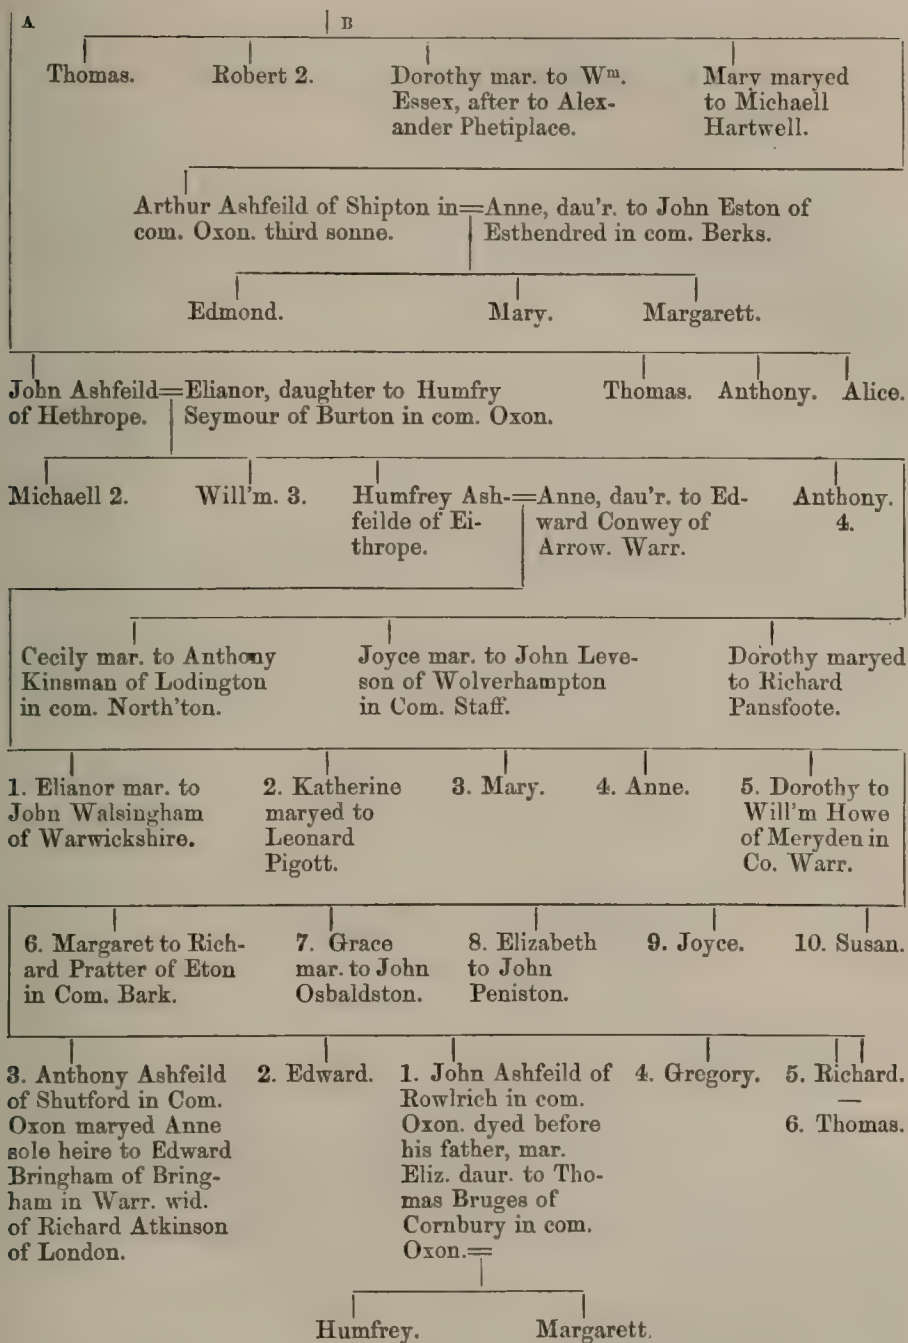 A B
Thomas. Robert 2. Dorothy mar. to Wᵐ. Essex, after to Alex-
ander Phetiplace. Mary maryed
to Michaell
Hartwell.
Arthur Ashfeild of Shipton in=Anne, dau'r. to John Eston of
com. Oxon. third sonne. Esthendred in com. Berks.
Edmond. Mary. Margarett.
John Ashfeild=Elianor, daughter to Humfry Thomas. Anthony. Alice.
of Hethrope. Seymour of Burton in com. Oxon.
Michaell 2. Will'm. 3. Humfrey Ash-=Anne, dau'r. to Ed- Anthony.
feilde of Ei- ward Conwey of 4.
thrope. Arrow. Warr.
Cecily mar. to Anthony
Kinsman of Lodington
in com. North'ton.
Joyce mar. to John Leve-
son of Wolverhampton
in Com. Staff.
Dorothy maryed
to Richard
Pansfoote.
1. Elianor mar. to
John Walsingham
of Warwickshire.
2. Katherine
maryed to
Leonard
Pigott.
3. Mary.
4. Anne.
5. Dorothy to
Will'm Howe
of Meryden in
Co. Warr.
6. Margaret to Rich-
ard Pratter of Eton
in Com. Bark.
7. Grace
mar. to John
Osbaldston.
8. Elizabeth
to John
Peniston.
9. Joyce.
10. Susan.
3. Anthony Ashfeild
of Shutford in Com.
Oxon maryed Anne
sole heire to Edward
Bringham of Bring-
ham in Warr. wid.
of Richard Atkinson
of London.
2. Edward.
1. John Ashfeild of
Rowlrich in com.
Oxon. dyed before
his father, mar.
Eliz. daur. to Tho-
mas Bruges of
Cornbury in com.
Oxon.=
4. Gregory.
5. Richard.
—
6. Thomas.
Humfrey. Margarett.